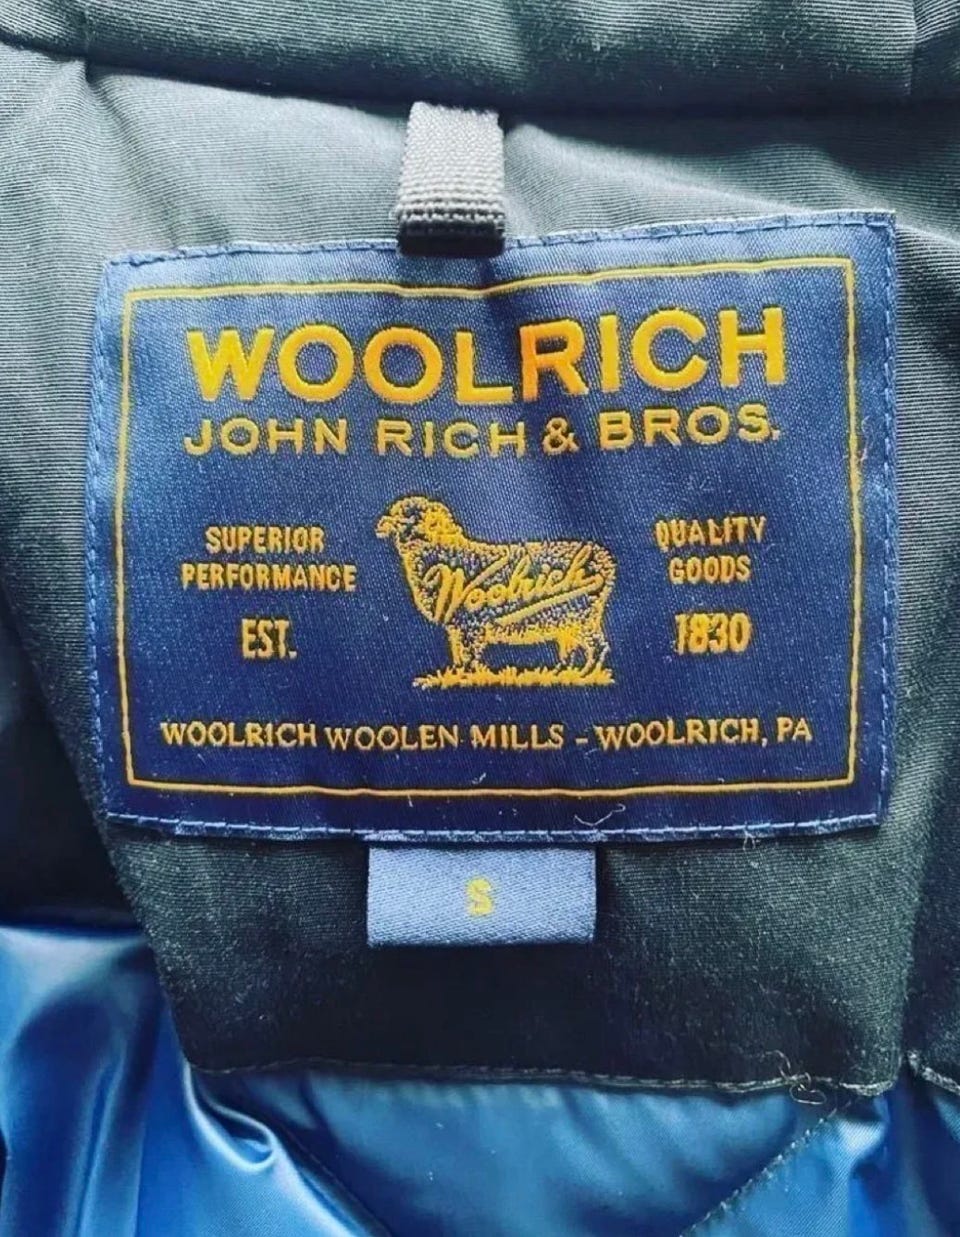 WOOLRICH
JOHN RICH & BROS.
SUPERIOR
PERFORMANCE
EST.
Woolrich
QUALITY
GOODS
1830
WOOLRICH WOOLEN MILLS - WOOLRICH, PA
S